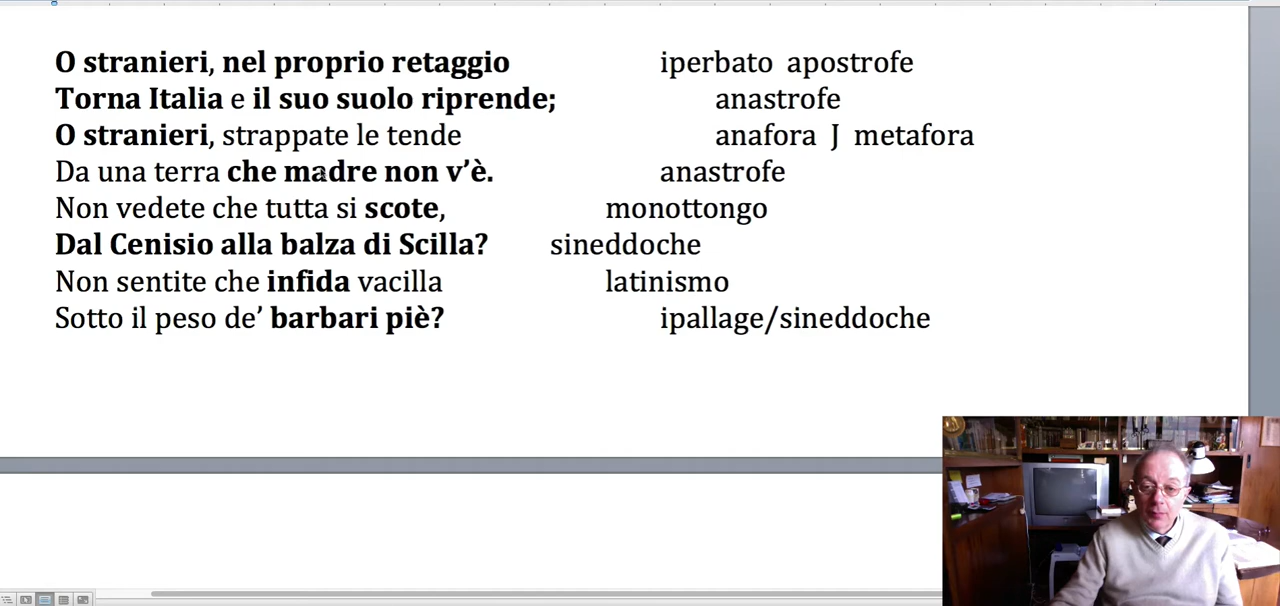 O stranieri, nel proprio retaggio iperbato apostrofe
Torna Italia e il suo suolo riprende; anastrofe
O stranieri, strappate le tende anafora J metafora
Da una terra che madre non v’è. anastrofe
Non vedete che tutta si scote, monottongo
Dal Cenisio alla balza di Scilla? sineddoche
Non sentite che infida vacilla latinismo
Sotto il peso de’ barbari piè? ipallage/sineddoche